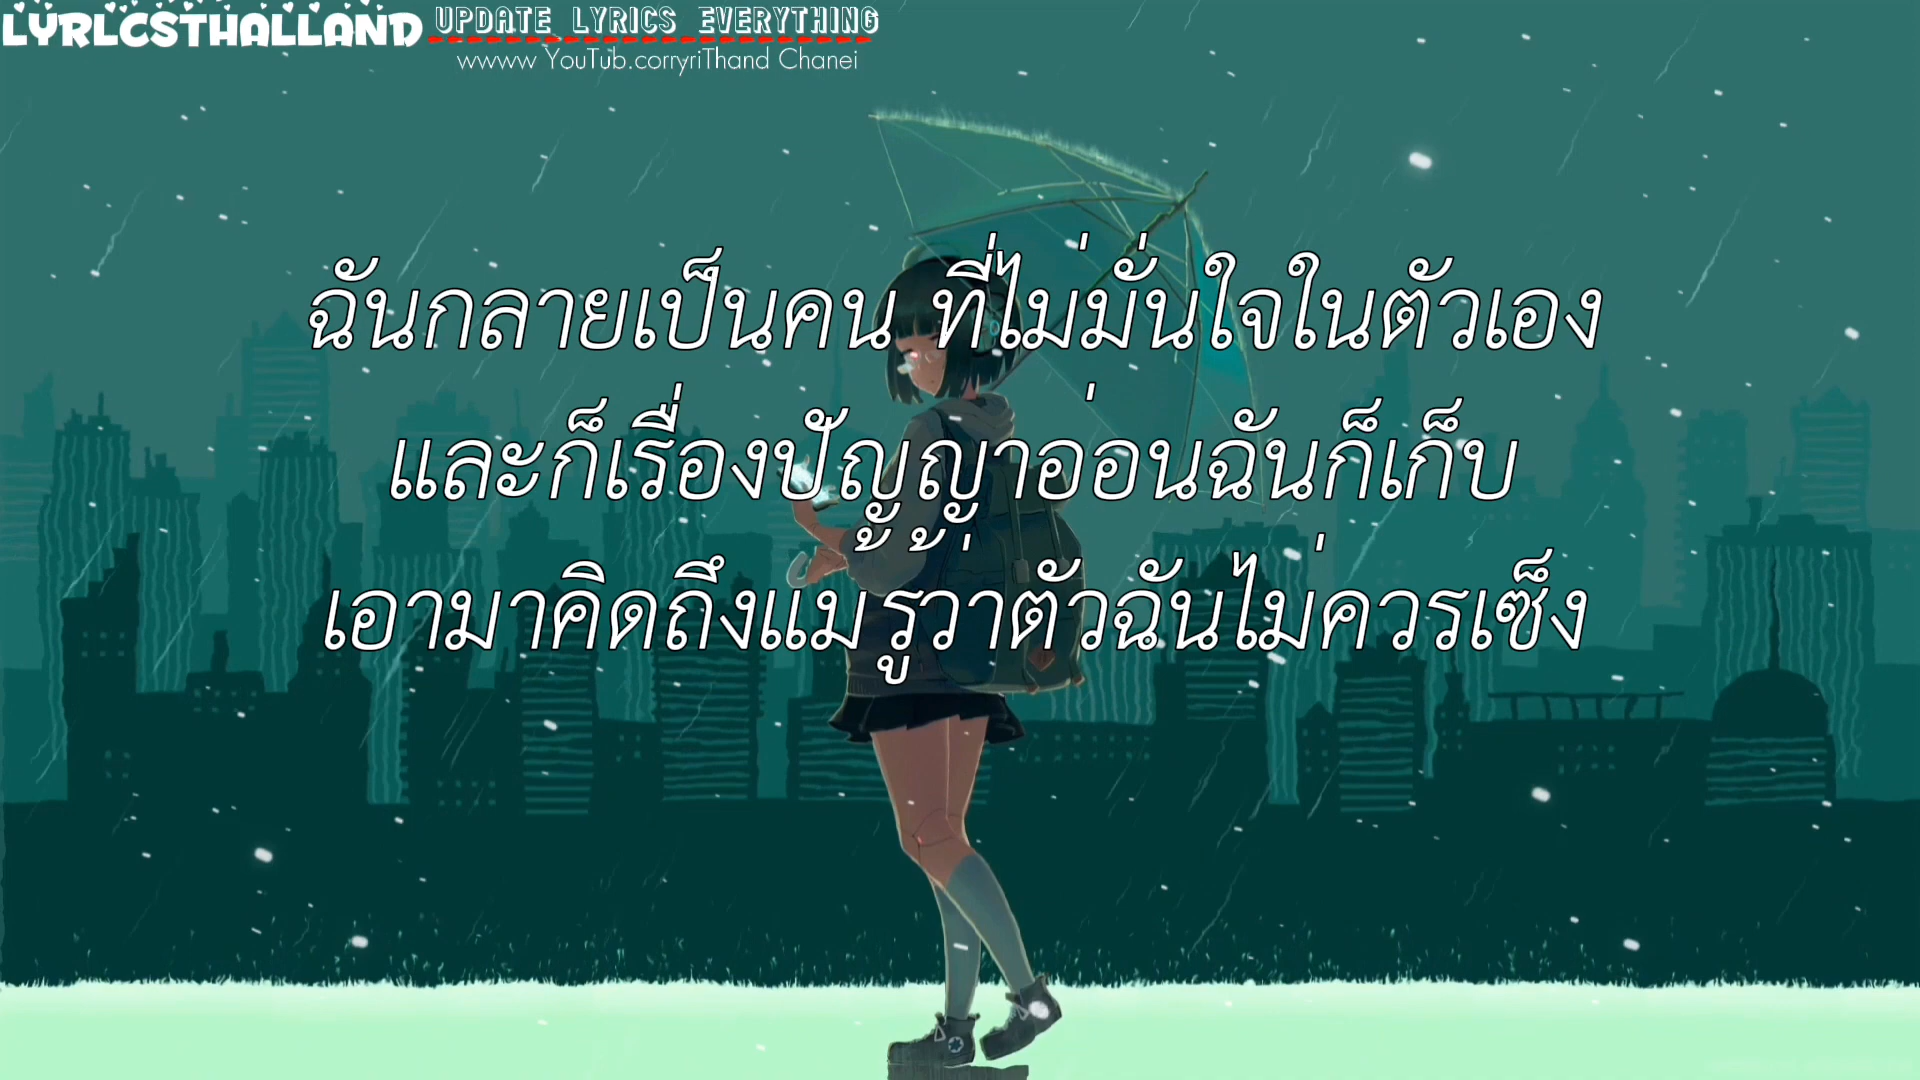 LYRLCSTHALLAND
UPDATE LYRICS EVERYTHING
wwww YouTub.corryriThand Chanei
ฉันกลายเป็นคน ที่ไม่มั่นใจในตัวเอง
และก็เรื่องปัญญาอ่อนฉันก็เก็บ
เอามาคิดถึงแม้รู้ว่าตัวฉันไม่ควรเซ็ง